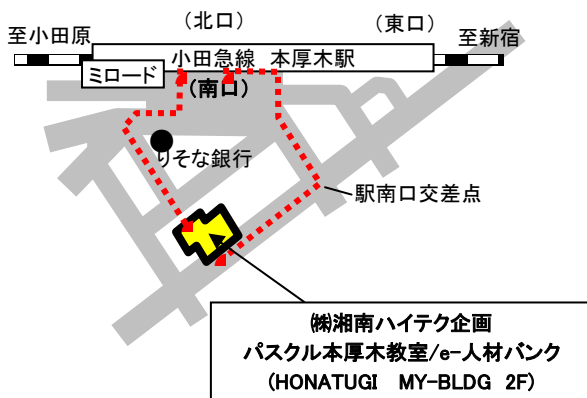 （北口）
（東口）
至小田原
小田急線 本厚木駅
至新宿
ミロード
（南口）
りそな銀行
駅南口交差点
㈱湘南ハイテク企画
パスクル本厚木教室/e-人材バンク
(HONATUGI MY-BLDG 2F)